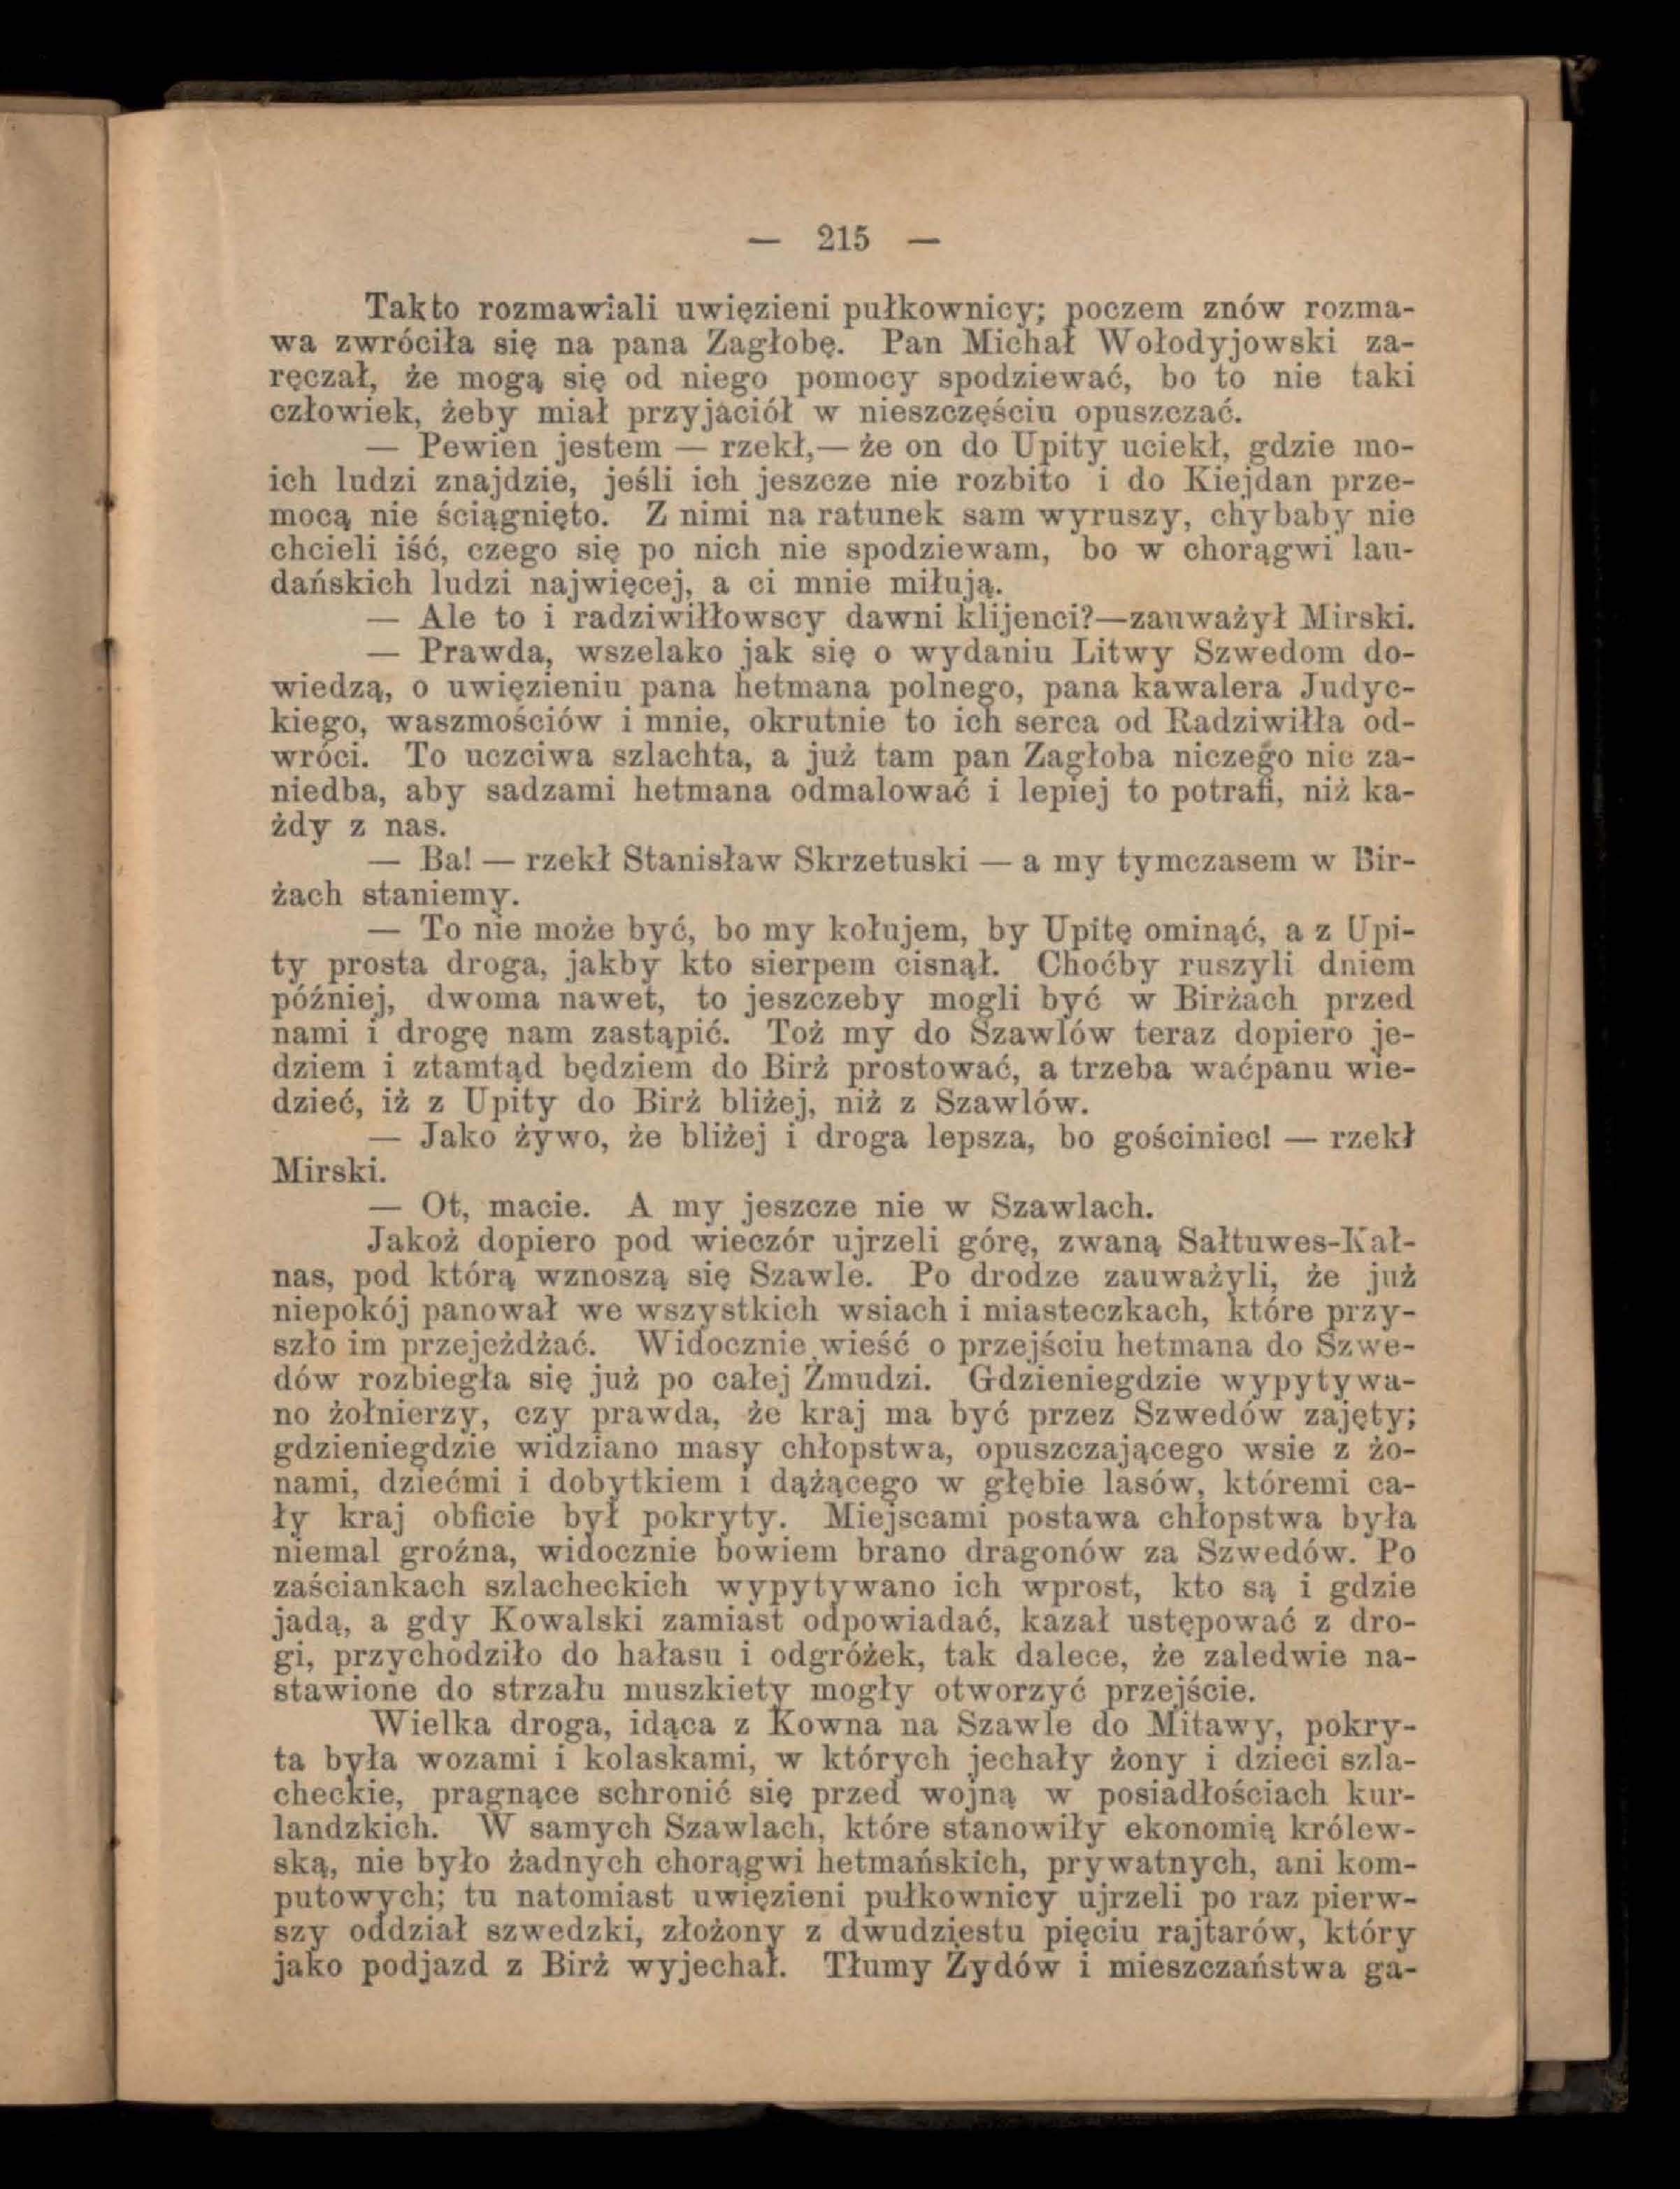 — 215 —
Takto rozmawiali uwięzieni pułkownicy; poczem znów rozma-
wa zwróciła się na pana Zagłobę. Pan Michał Wołodyjowski za-
ręczał, że mogą się od niego pomocy spodziewać, bo to nie taki
człowiek, żeby miał przyjaciół w nieszczęściu opuszczać.
— Pewien jestem — rzekł,— że on do Upity uciekł, gdzie mo-
ich ludzi znajdzie, jeśli ich jeszcze nie rozbito i do Kiejdan prze-
mocą nie ściągnięto. Z nimi na ratunek sam wyruszy, chybaby nie
chcieli iść, czego się po nich nie spodziewam, bo w chorągwi lau-
dańskich ludzi najwięcej, a ci mnie miłują.
— Ale to i radziwiłłowscy dawni klijenci?—zauważył Mirski.
— Prawda, wszelako jak się o wydaniu Litwy Szwedom do-
wiedzą, o uwięzieniu pana hetmana polnego, pana kawalera Judyc-
kiego, waszmościów i mnie, okrutnie to ich serca od Radziwiłła od-
wróci. To uczciwa szlachta, a już tam pan Zagłoba niczego nie za-
niedba, aby sadzami hetmana odmalować i lepiej to potrafi, niż ka-
żdy z nas.
— Ba! — rzekł Stanisław Skrzetuski — a my tymczasem w Bir-
żach staniemy.
— To nie może być, bo my kołujem, by Upitę ominąć, a z Upi-
ty prosta droga, jakby kto sierpem cisnął. Choćby ruszyli dniem
później, dwoma nawet, to jeszczeby mogli być w Birżach przed
nami i drogę nam zastąpić. Toż my do Szawlów teraz dopiero je-
dziem i ztamtąd będziem do Birż prostować, a trzeba waćpanu wie-
dzieć, iż z Upity do Birż bliżej, niż z Szawlów.
— Jako żywo, że bliżej i droga lepsza, bo gościniec! — rzekł
Mirski.
— Ot, macie. A my jeszcze nie w Szawlach.
Jakoż dopiero pod wieczór ujrzeli górę, zwaną Sałtuwes-Kał-
nas, pod którą wznoszą się Szawle. Po drodze zauważyli, że już
niepokój panował we wszystkich wsiach i miasteczkach, które przy-
szło im przejeżdżać. Widocznie wieść o przejściu hetmana do Szwe-
dów rozbiegła się już po całej Żmudzi. Gdzieniegdzie wypytywa-
no żołnierzy, czy prawda, że kraj ma być przez Szwedów zajęty;
gdzieniegdzie widziano masy chłopstwa, opuszczającego wsie z żo-
nami, dziećmi i dobytkiem i dążącego w głębie lasów, któremi ca-
ły kraj obficie był pokryty. Miejscami postawa chłopstwa była
niemal groźna, widocznie bowiem brano dragonów za Szwedów. Po
zaściankach szlacheckich wypytywano ich wprost, kto są i gdzie
jadą, a gdy Kowalski zamiast odpowiadać, kazał ustępować z dro-
gi, przychodziło do hałasu i odgróżek, tak dalece, że zaledwie na-
stawione do strzału muszkiety mogły otworzyć przejście.
Wielka droga, idąca z Kowna na Szawle do Mitawy, pokry-
ta była wozami i kolaskami, w których jechały żony i dzieci szla-
checkie, pragnące schronić się przed wojną w posiadłościach kur-
landzkich. W samych Szawlach, które stanowiły ekonomię królew-
ską, nie było żadnych chorągwi hetmańskich, prywatnych, ani kom-
putowych; tu natomiast uwięzieni pułkownicy ujrzeli po raz pierw-
szy oddział szwedzki, złożony z dwudziestu pięciu rajtarów, który
jako podjazd z Birż wyjechał. Tłumy Żydów i mieszczaństwa ga-